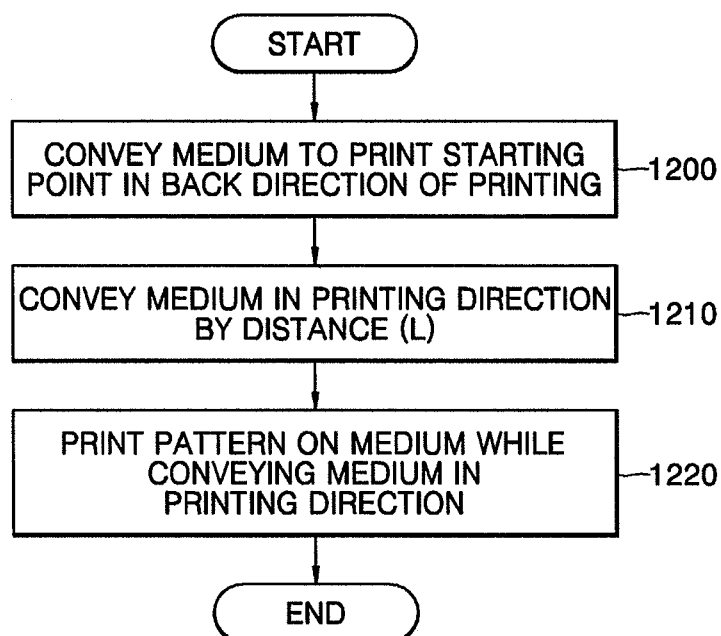 START
CONVEY MEDIUM TO PRINT STARTING
POINT IN BACK DIRECTION OF PRINTING
1200
CONVEY MEDIUM IN PRINTING DIRECTION
BY DISTANCE (L)
1210
PRINT PATTERN ON MEDIUM WHILE
CONVEYING MEDIUM IN
PRINTING DIRECTION
1220
END